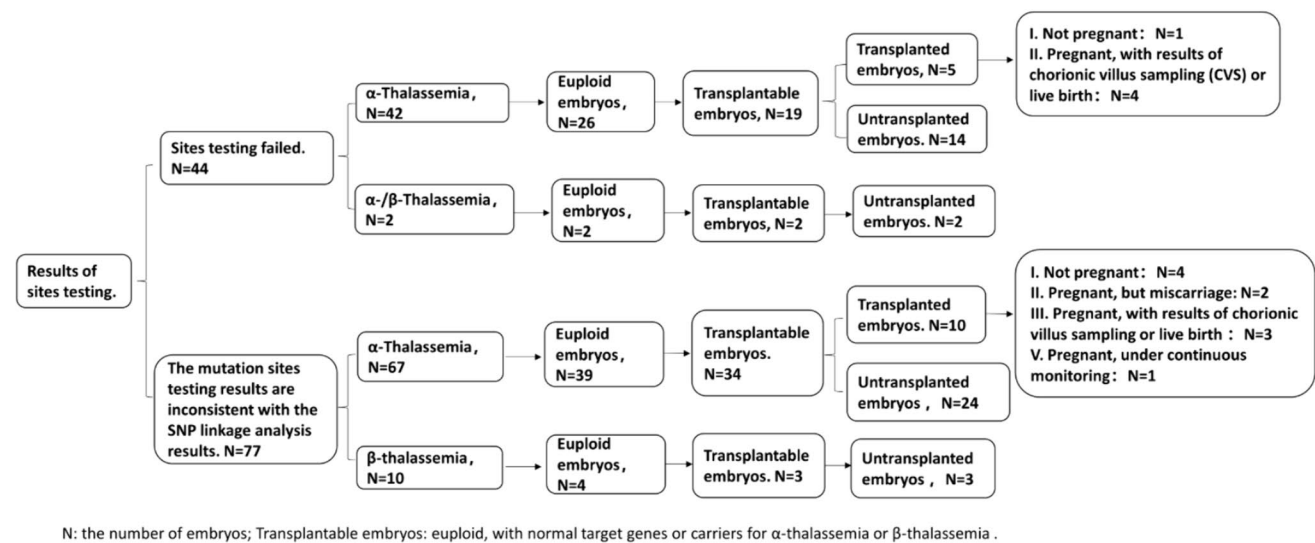 Results of
sites testing.
Sites testing failed.
N=44
α-Thalassemia,
N=42
Euploid
embryos,
N=26
Transplantable
embryos, N=19
Transplanted
embryos, N=5
I. Not pregnant： N=1
II. Pregnant, with results of
chorionic villus sampling (CVS) or
live birth： N=4
Untransplanted
embryos. N=14
α-/β-Thalassemia,
N=2
Euploid
embryos,
N=2
Transplantable
embryos, N=2
Untransplanted
embryos. N=2
The mutation sites
testing results are
inconsistent with the
SNP linkage analysis
results. N=77
α-Thalassemia,
N=67
Euploid
embryos,
N=39
Transplantable
embryos.
N=34
Transplanted
embryos. N=10
I. Not pregnant： N=4
II. Pregnant, but miscarriage: N=2
III. Pregnant, with results of chorionic
villus sampling or live birth ： N=3
V. Pregnant, under continuous
monitoring： N=1
Untransplanted
embryos ， N=24
β-thalassemia,
N=10
Euploid
embryos,
N=4
Transplantable
embryos. N=3
Untransplanted
embryos ， N=3
N: the number of embryos; Transplantable embryos: euploid, with normal target genes or carriers for α-thalassemia or β-thalassemia .